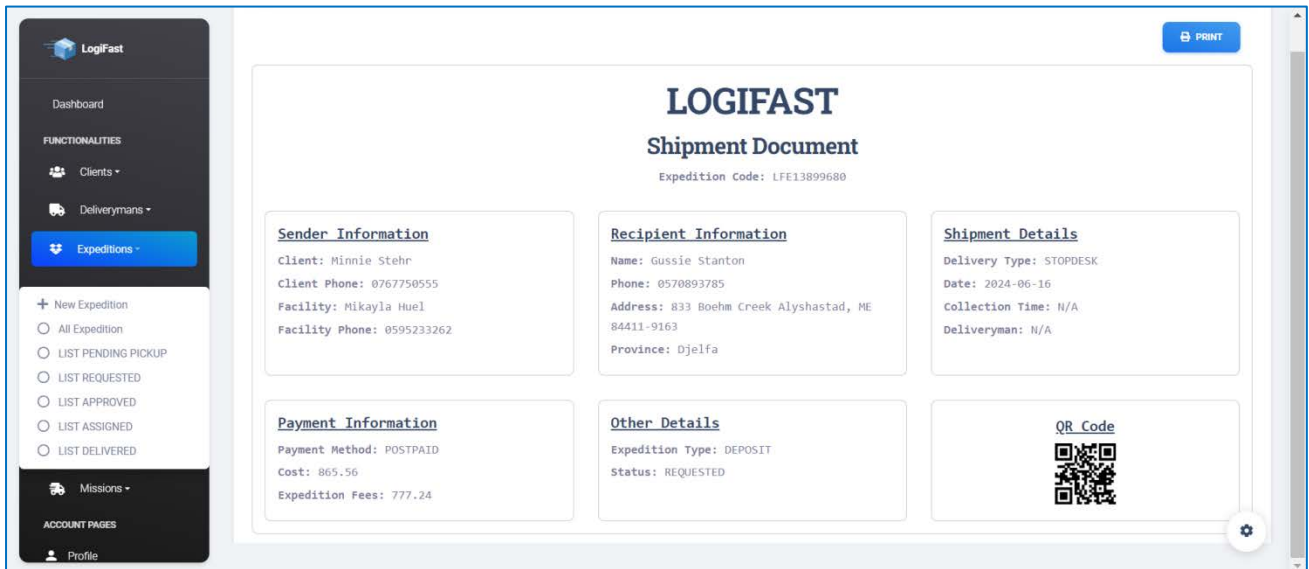 LogiFast
Dashboard
FUNCTIONALITIES
Clients
Deliverymans
Expeditions
New Expedition
All Expedition
LIST PENDING PICKUP
LIST REQUESTED
LIST APPROVED
LIST ASSIGNED
LIST DELIVERED
Missions
ACCOUNT PAGES
Profile
PRINT
LOGIFAST
Shipment Document
Expedition Code: LFE13899680
Sender Information
Client: Minnie Stehr
Client Phone: 0767750555
Facility: Mikayla Huel
Facility Phone: 0595233262
Recipient Information
Name: Gussie Stanton
Phone: 0570893785
Address: 833 Boehm Creek Alyshastad, ME
84411-9163
Province: Djelfa
Shipment Details
Delivery Type: STOPDESK
Date: 2024-06-16
Collection Time: N/A
Deliveryman: N/A
Payment Information
Payment Method: POSTPAID
Cost: 865.56
Expedition Fees: 777.24
Other Details
Expedition Type: DEPOSIT
Status: REQUESTED
QR Code